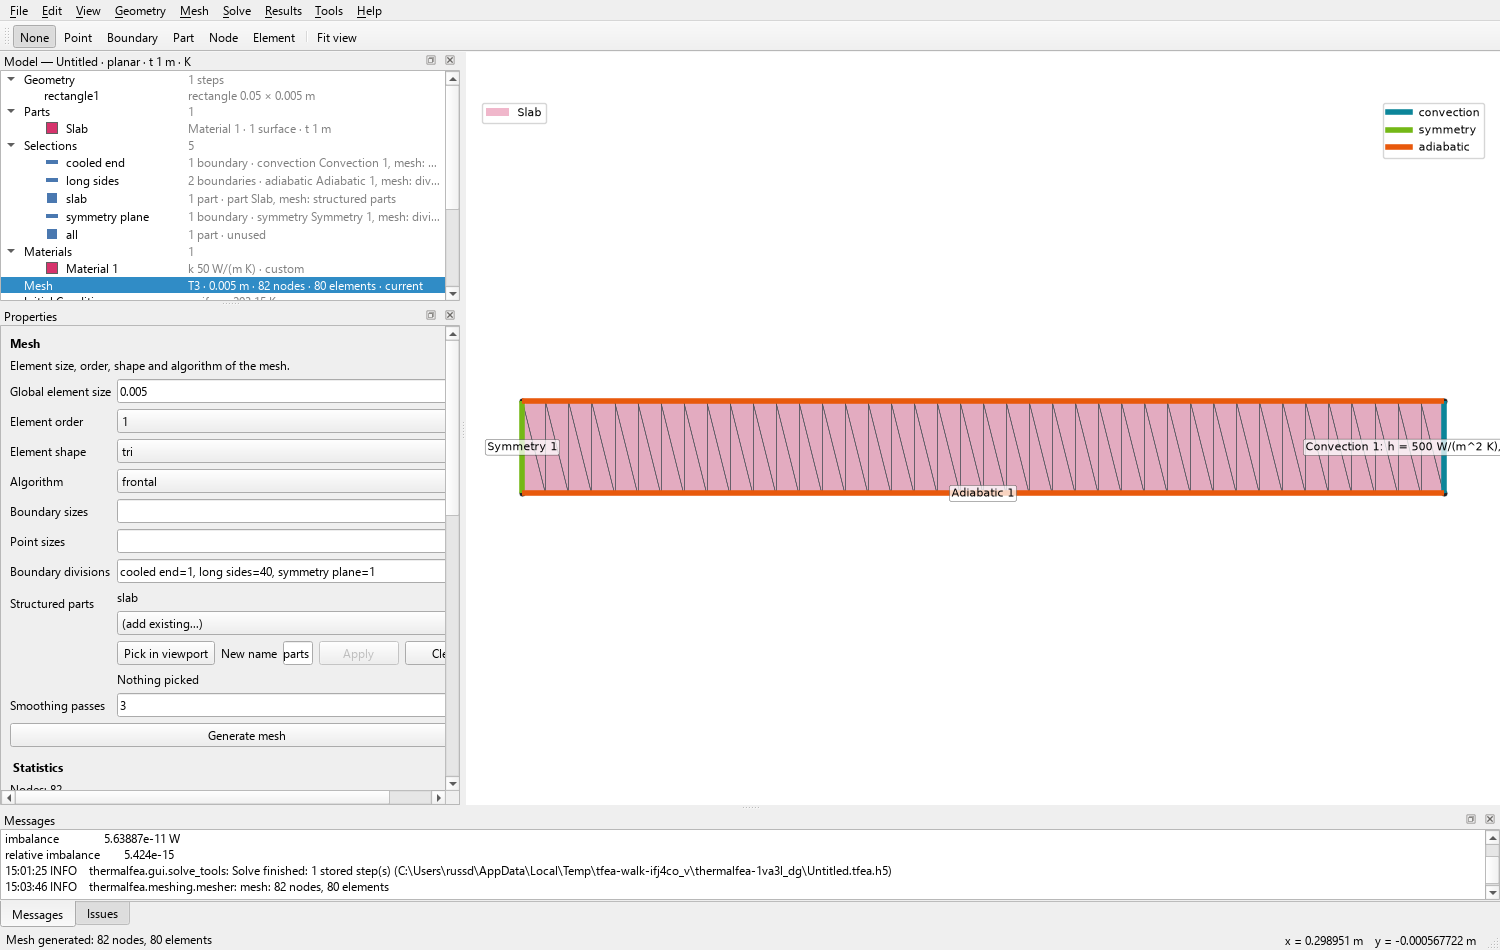 File Edit View Geometry Mesh Solve Results Tools Help
None Point Boundary Part Node Element Fit view
Model — Untitled · planar · t 1 m · K
Geometry 1 steps
rectangle1 rectangle 0.05 × 0.005 m
Parts 1
Slab Material 1 · 1 surface · t 1 m
Selections 5
cooled end 1 boundary · convection Convection 1, mesh: ...
long sides 2 boundaries · adiabatic Adiabatic 1, mesh: div...
slab 1 part · part Slab, mesh: structured parts
symmetry plane 1 boundary · symmetry Symmetry 1, mesh: divi...
all 1 part · unused
Materials 1
Material 1 k 50 W/(m K) · custom
Mesh T3 · 0.005 m · 82 nodes · 80 elements · current
Properties
Mesh
Element size, order, shape and algorithm of the mesh.
Global element size 0.005
Element order 1
Element shape tri
Algorithm frontal
Boundary sizes
Point sizes
Boundary divisions cooled end=1, long sides=40, symmetry plane=1
Structured parts slab
(add existing...)
Pick in viewport New name parts Apply Cle
Nothing picked
Smoothing passes 3
Generate mesh
Statistics
Nodes: 82
Slab
convection
symmetry
adiabatic
Symmetry 1
Convection 1: h = 500 W/(m^2 K),
Adiabatic 1
Messages
imbalance 5.63887e-11 W
relative imbalance 5.424e-15
15:01:25 INFO thermalfea.gui.solve_tools: Solve finished: 1 stored step(s) (C:\Users\russd\AppData\Local\Temp\tfea-walk-ifj4co_v\thermalfea-1va3l_dg\Untitled.tfea.h5)
15:03:46 INFO thermalfea.meshing.mesher: mesh: 82 nodes, 80 elements
Messages Issues
Mesh generated: 82 nodes, 80 elements x = 0.298951 m y = -0.000567722 m